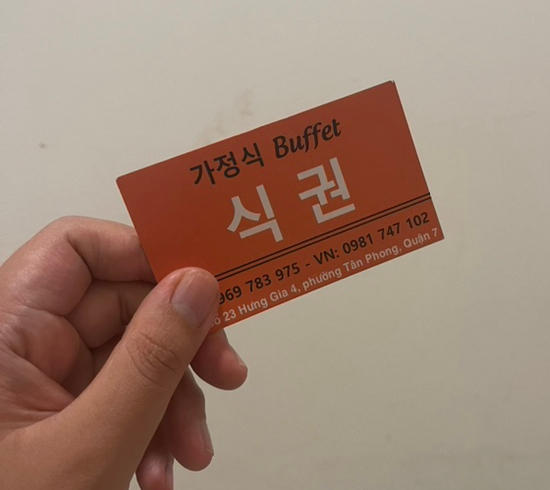 가정식 Buffet
식 권
969 783 975 - VN: 0981 747 102
23 Hưng Gia 4, phường Tân Phong, Quận 7